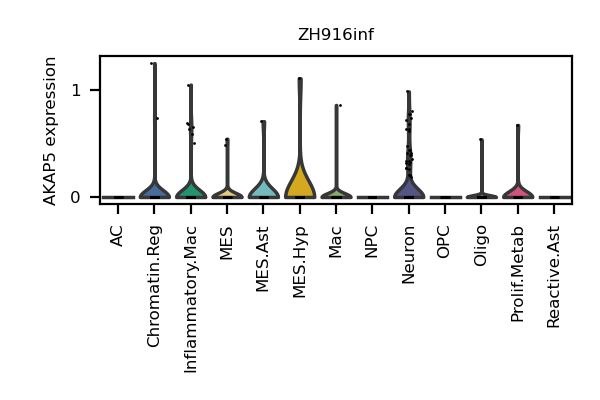 ZH916inf
AKAP5 expression
1
0
AC
Chromatin.Reg
Inflammatory.Mac
MES
MES.Ast
MES.Hyp
Mac
NPC
Neuron
OPC
Oligo
Prolif.Metab
Reactive.Ast